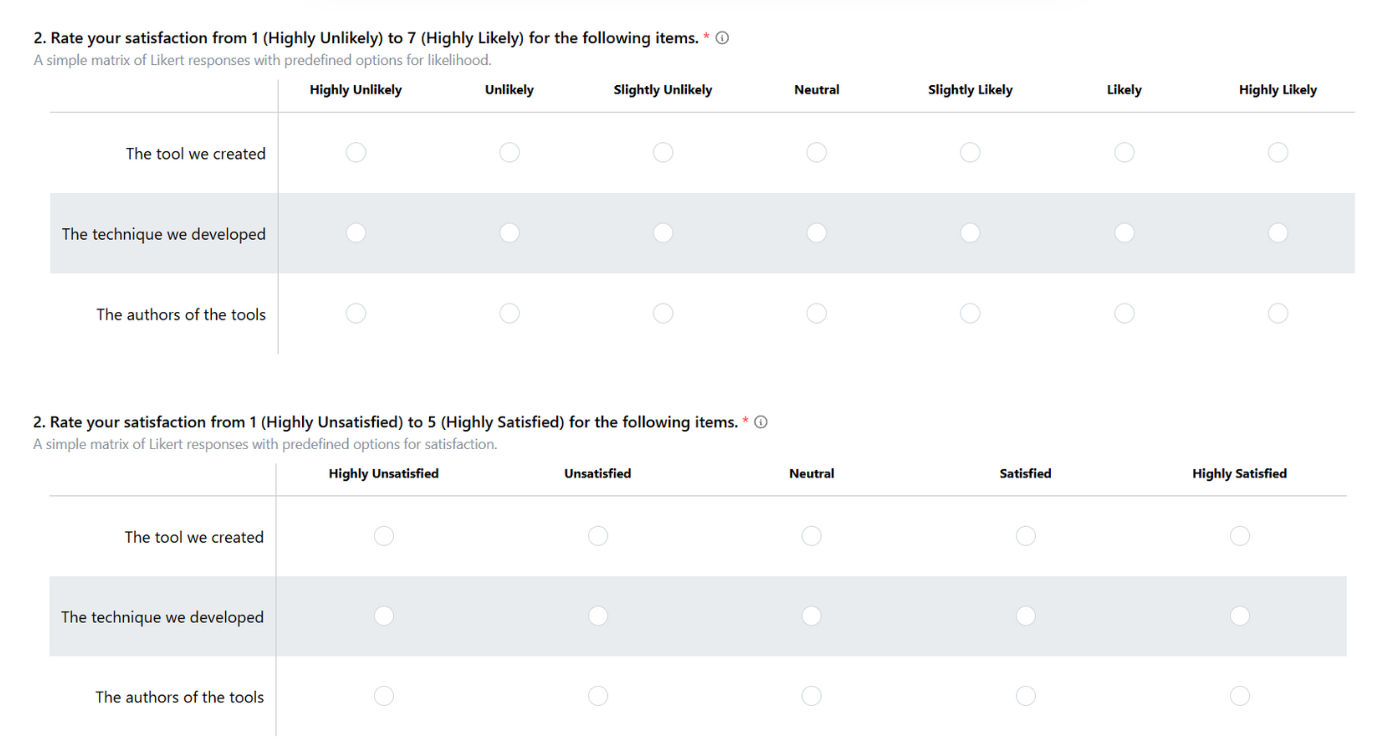 2. Rate your satisfaction from 1 (Highly Unlikely) to 7 (Highly Likely) for the following items. *
A simple matrix of Likert responses with predefined options for likelihood.
Highly Unlikely Unlikely Slightly Unlikely Neutral Slightly Likely Likely Highly Likely
The tool we created
The technique we developed
The authors of the tools
2. Rate your satisfaction from 1 (Highly Unsatisfied) to 5 (Highly Satisfied) for the following items. *
A simple matrix of Likert responses with predefined options for satisfaction.
Highly Unsatisfied Unsatisfied Neutral Satisfied Highly Satisfied
The tool we created
The technique we developed
The authors of the tools